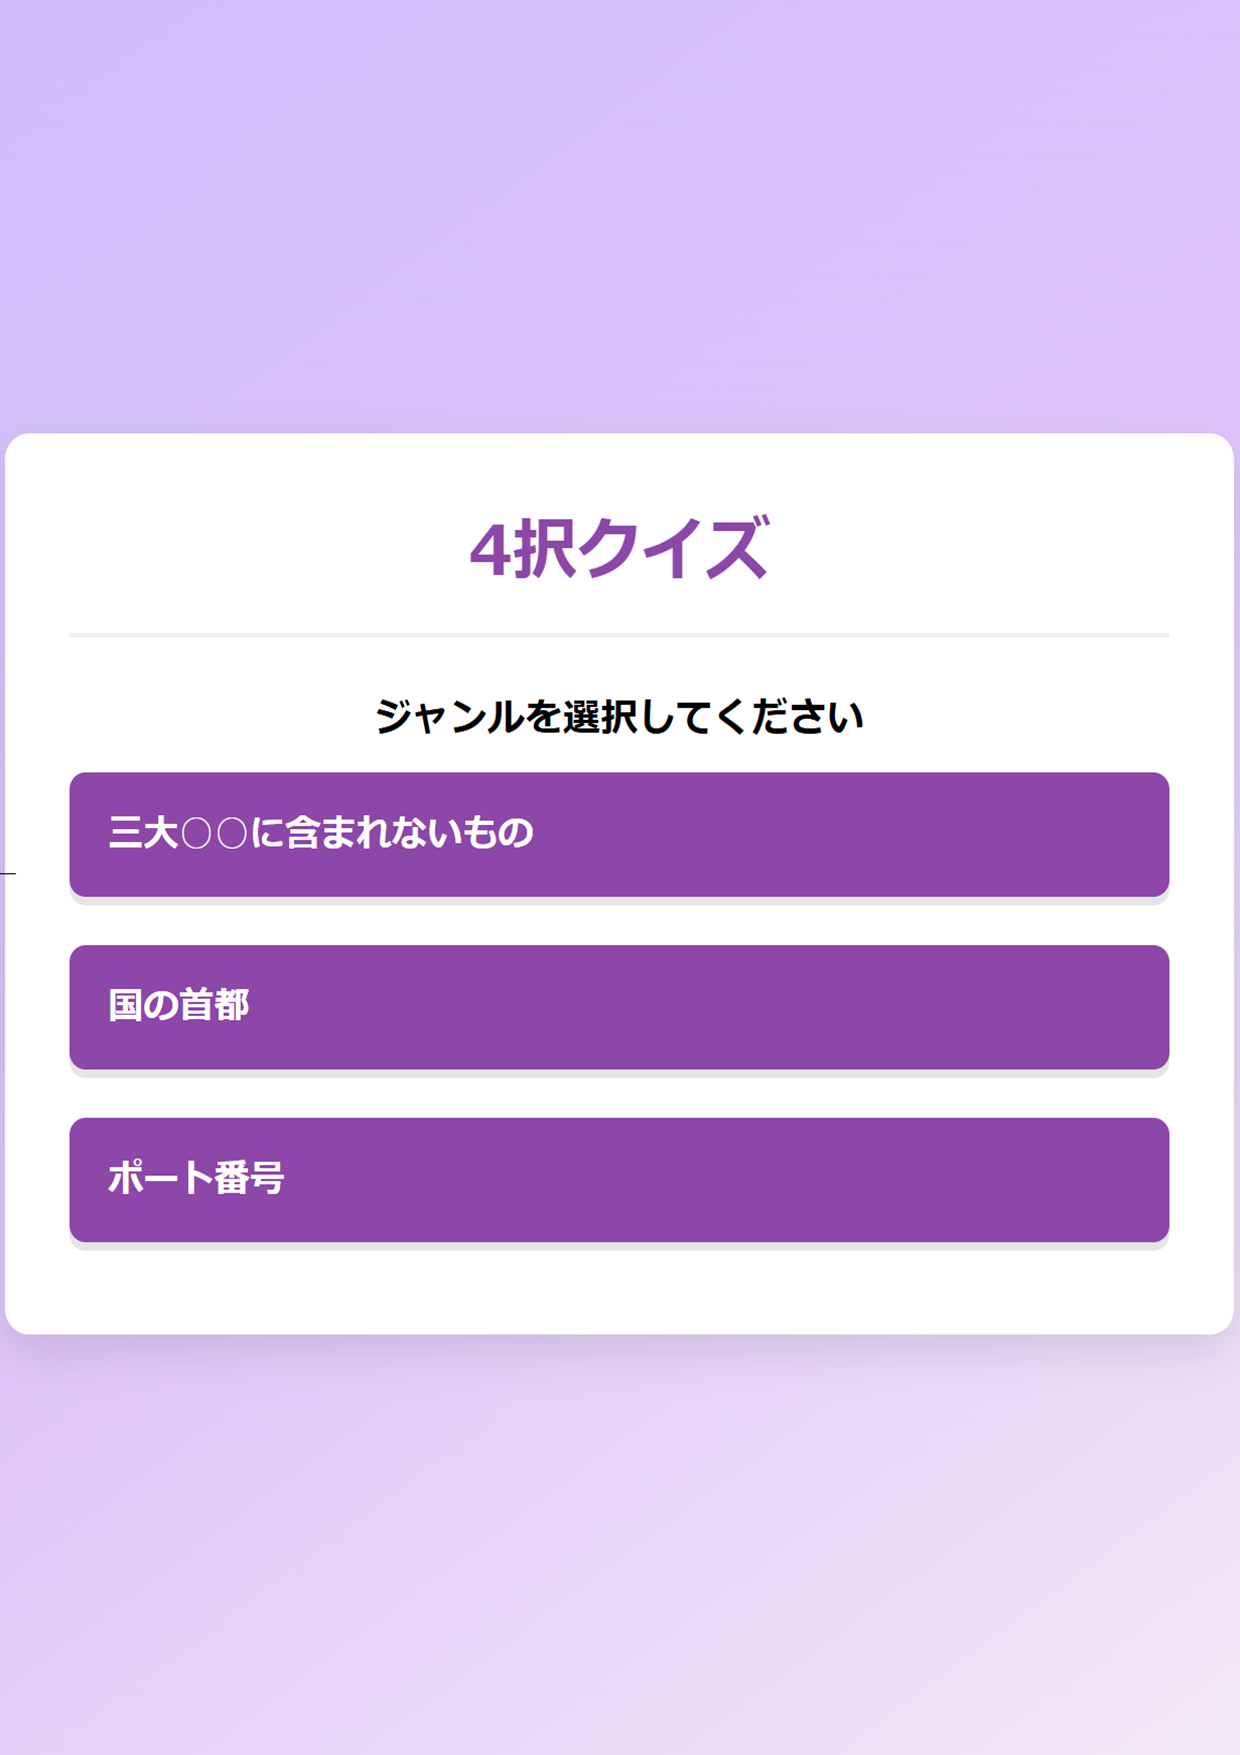 4択クイズ
ジャンルを選択してください
三大○○に含まれないもの
国の首都
ポート番号